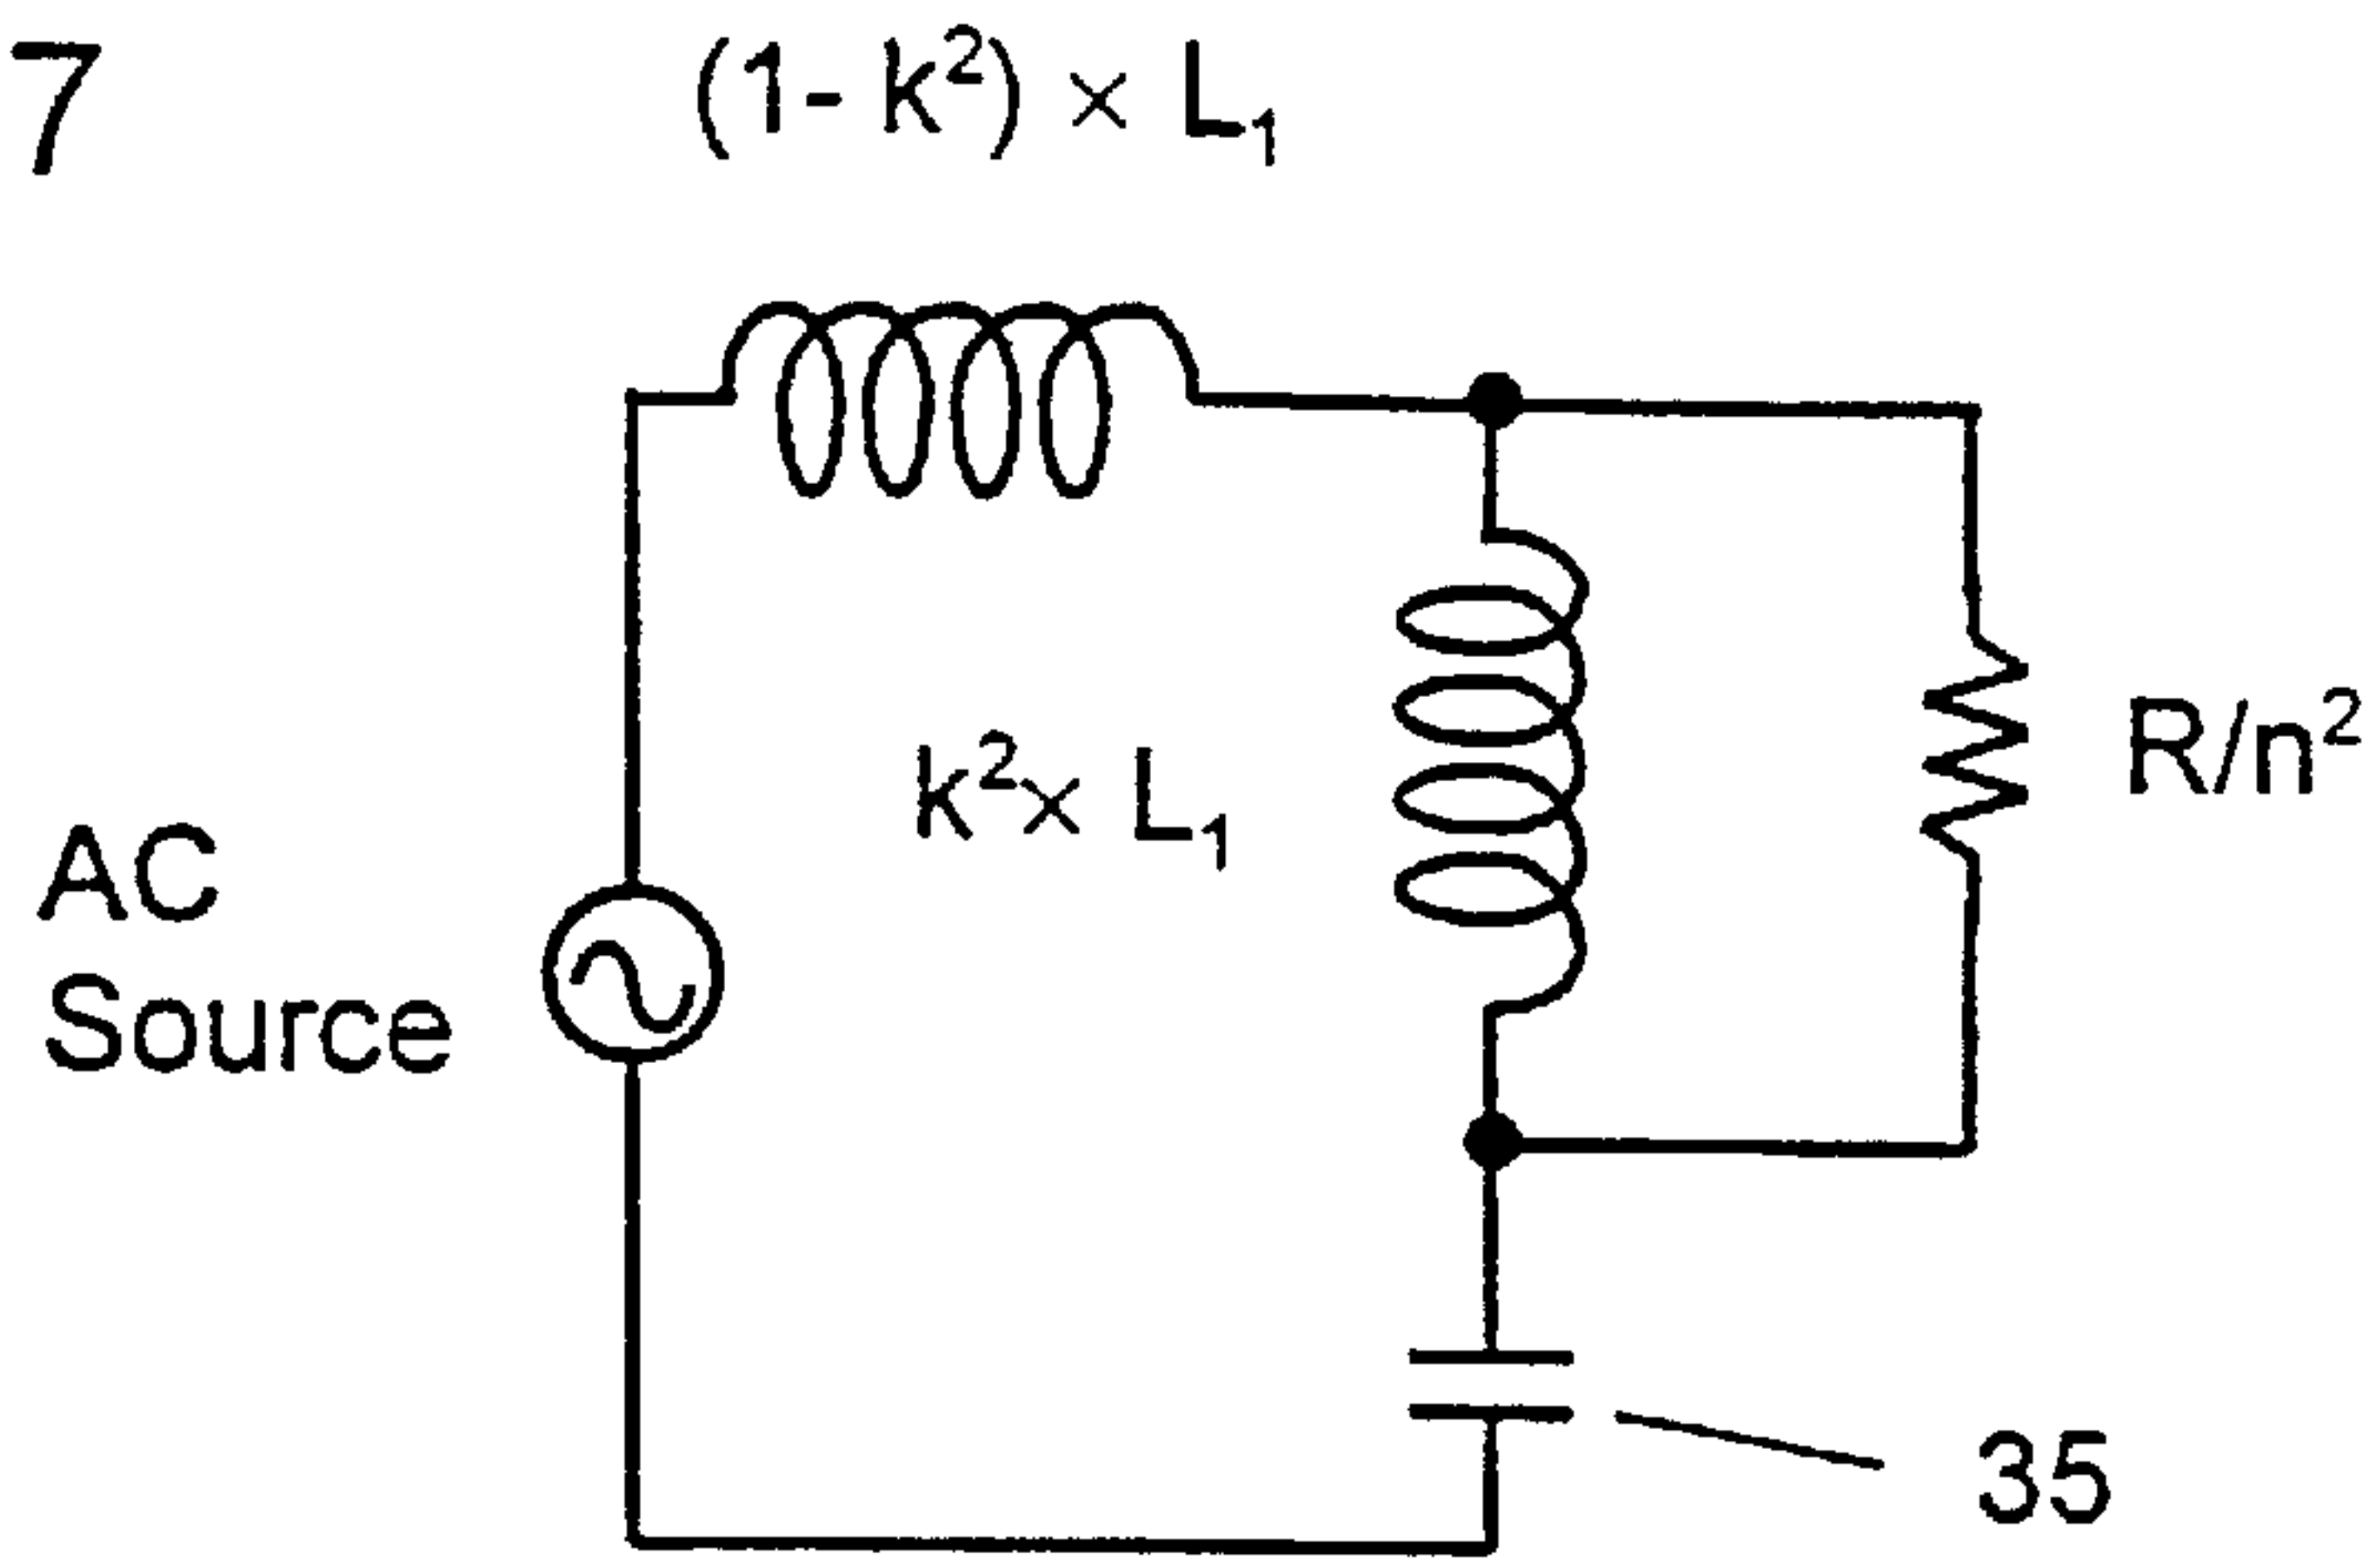 7
(1- k²) × L₁
k²× L₁
R/n²
AC
Source
35